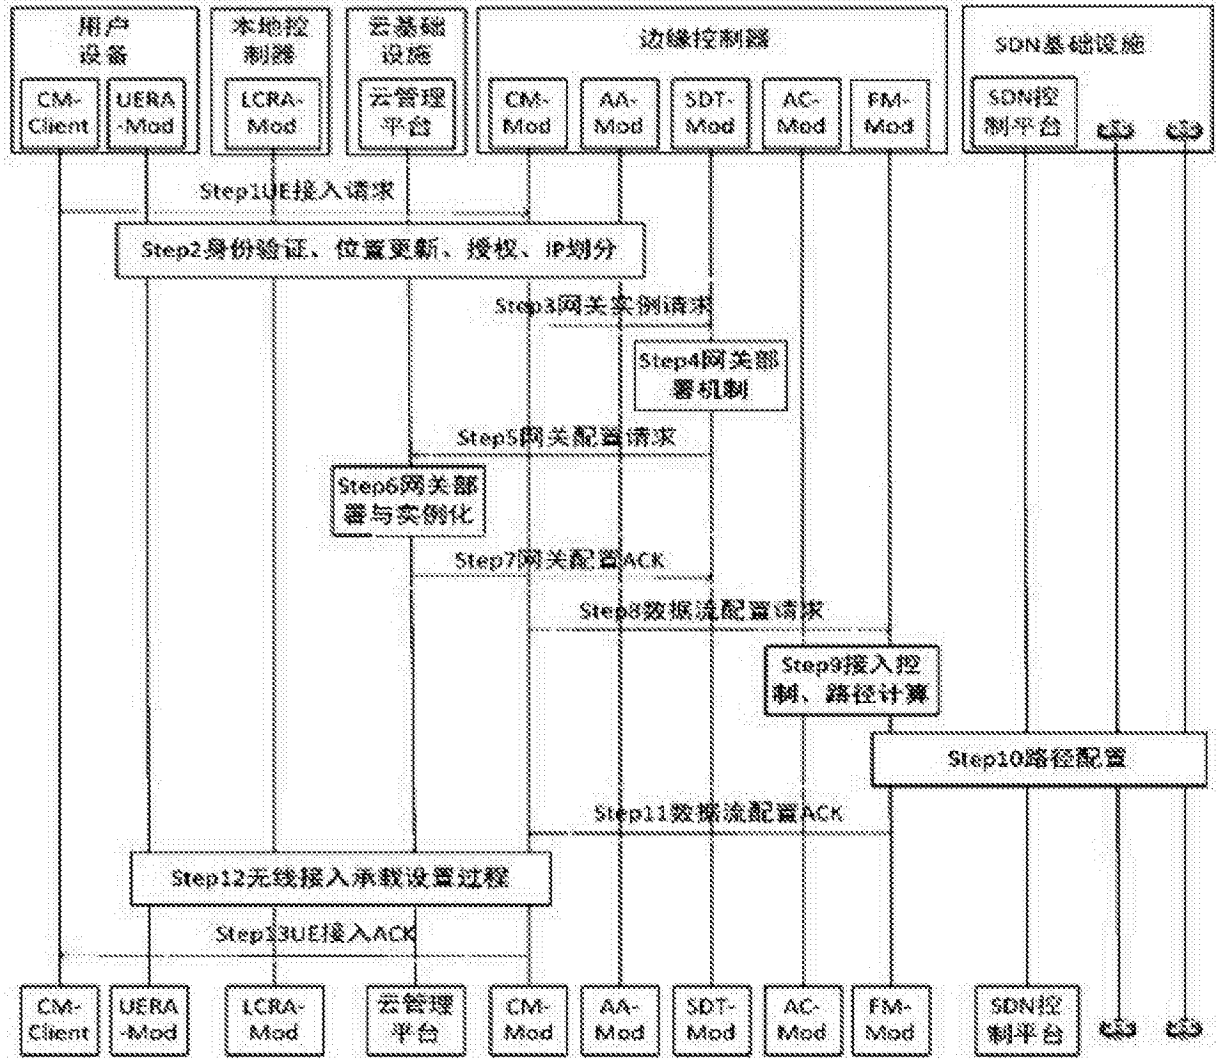 用户
设备
本地控
制器
云基础
设施
边缘控制器
SDN基础设施
CM-
Client
UERA
-Mod
LCRA-
Mod
云管理
平台
CM-
Mod
AA-
Mod
SDT-
Mod
AC-
Mod
FM-
Mod
SDN控
制平台
Step1UE接入请求
Step2身份验证、位置更新、授权、IP划分
Step3网关实例请求
Step4网关部
署机制
Step5网关配置请求
Step6网关部
署与实例化
Step7网关配置ACK
Step8数据流配置请求
Step9接入控
制、路径计算
Step10路径配置
Step11数据流配置ACK
Step12无线接入承载设置过程
Step13UE接入ACK
CM-
Client
UERA
-Mod
LCRA-
Mod
云管理
平台
CM-
Mod
AA-
Mod
SDT-
Mod
AC-
Mod
FM-
Mod
SDN控
制平台